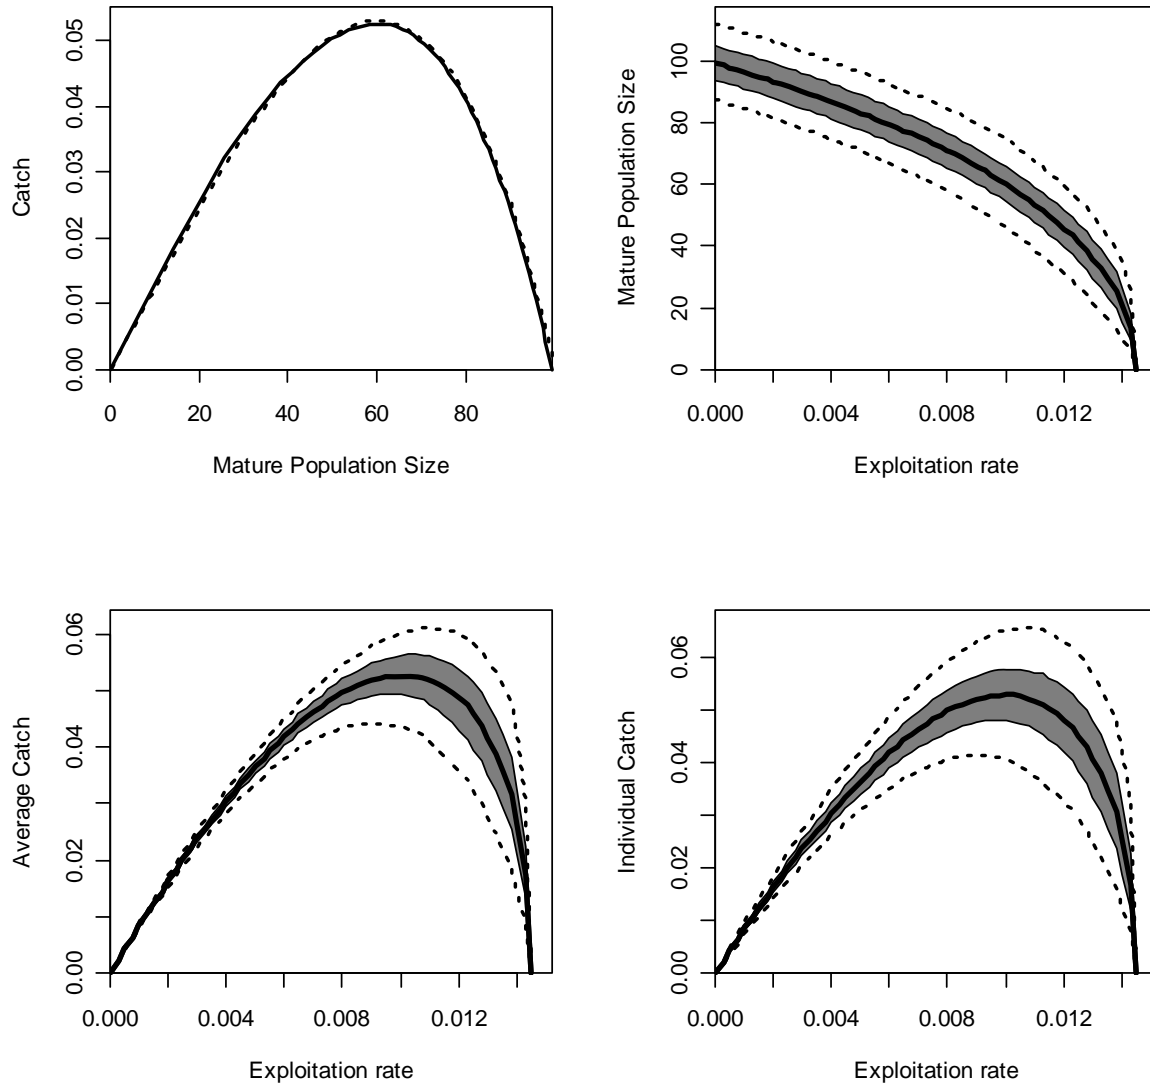 Catch
0.00 0.01 0.02 0.03 0.04 0.05
0 20 40 60 80
Mature Population Size
Mature Population Size
0 20 40 60 80 100
0.000 0.004 0.008 0.012
Exploitation rate
Average Catch
0.00 0.02 0.04 0.06
0.000 0.004 0.008 0.012
Exploitation rate
Individual Catch
0.00 0.02 0.04 0.06
0.000 0.004 0.008 0.012
Exploitation rate